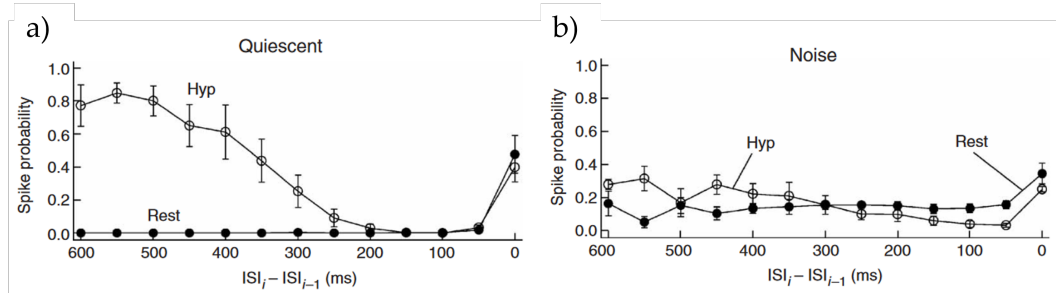 a)
Quiescent
1.0
0.8
0.6
0.4
0.2
0.0
Spike probability
Hyp
Rest
600 500 400 300 200 100 0
ISIi – ISIi–1 (ms)
b)
Noise
1.0
0.8
0.6
0.4
0.2
0.0
Spike probability
Hyp
Rest
600 500 400 300 200 100 0
ISIi – ISIi–1 (ms)